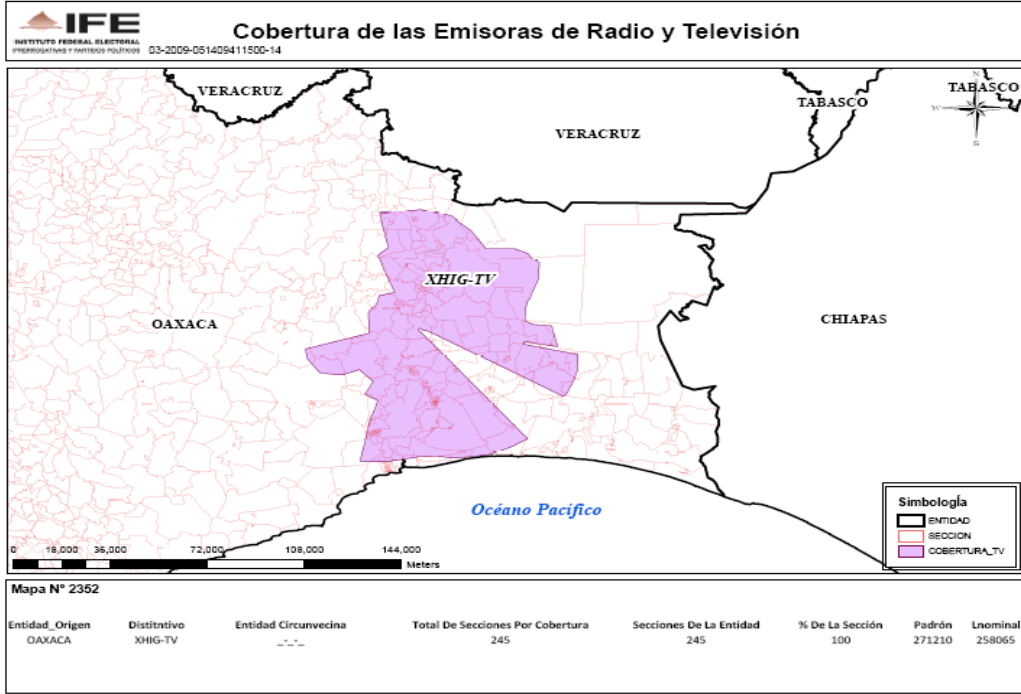 IFE
INSTITUTO FEDERAL ELECTORAL
PRERROGATIVAS Y PARTIDOS POLÍTICOS
03-2009-051409411500-14
Cobertura de las Emisoras de Radio y Televisión
VERACRUZ
TABASCO
TABASCO
VERACRUZ
N
W
S
XHIG-TV
OAXACA
CHIAPAS
Océano Pacífico
Simbología
ENTIDAD
SECCION
COBERTURA_TV
0 18,000 36,000 72,000 108,000 144,000
Meters
Mapa N° 2352
Entidad_Origen Distitntivo Entidad Circunvecina Total De Secciones Por Cobertura Secciones De La Entidad % De La Sección Padrón Lnominal
OAXACA XHIG-TV _-_-_ 245 245 100 271210 258065